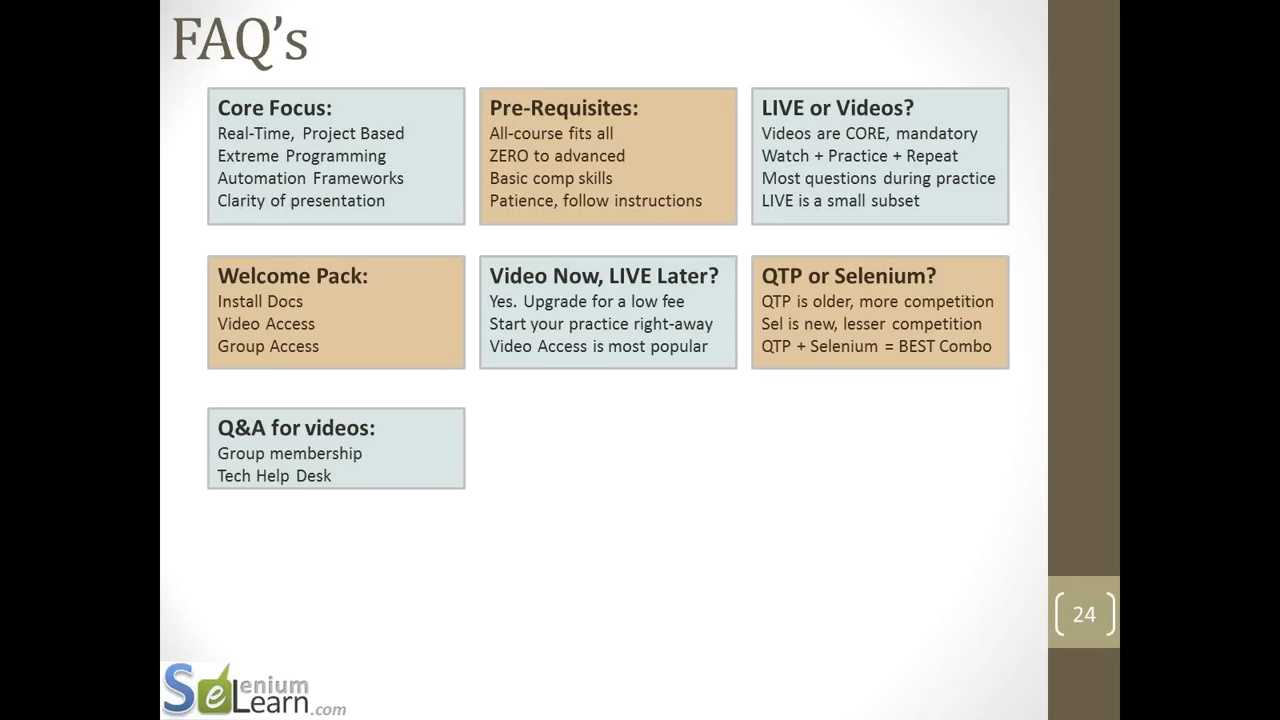 FAQ's
Core Focus:
Real-Time, Project Based
Extreme Programming
Automation Frameworks
Clarity of presentation
Pre-Requisites:
All-course fits all
ZERO to advanced
Basic comp skills
Patience, follow instructions
LIVE or Videos?
Videos are CORE, mandatory
Watch + Practice + Repeat
Most questions during practice
LIVE is a small subset
Welcome Pack:
Install Docs
Video Access
Group Access
Video Now, LIVE Later?
Yes. Upgrade for a low fee
Start your practice right-away
Video Access is most popular
QTP or Selenium?
QTP is older, more competition
Sel is new, lesser competition
QTP + Selenium = BEST Combo
Q&A for videos:
Group membership
Tech Help Desk
24
Selenium
Learn.com